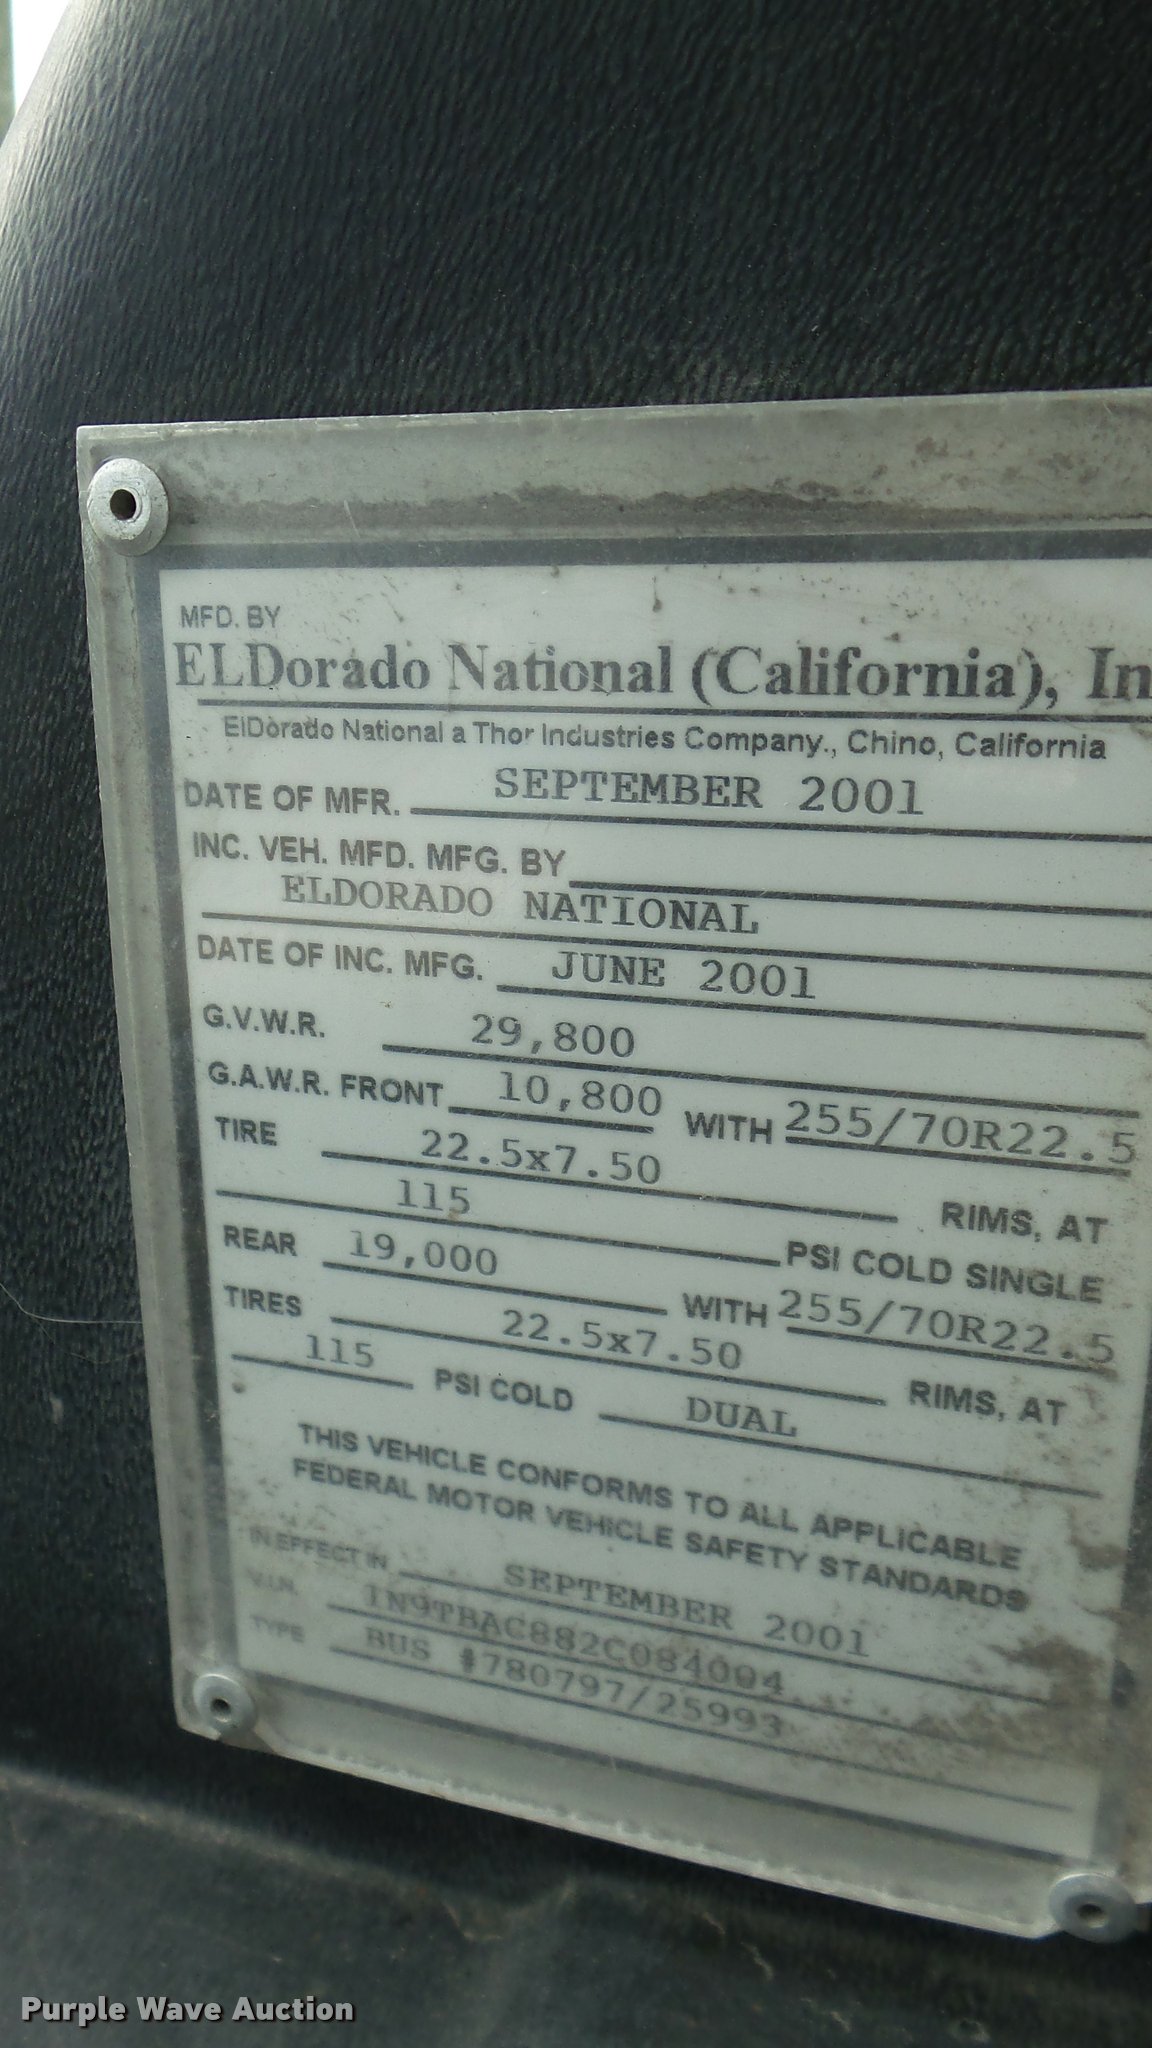 MFD. BY
ELDorado National (California), In
ElDorado National a Thor Industries Company., Chino, California
DATE OF MFR. SEPTEMBER 2001
INC. VEH. MFD. MFG. BY
ELDORADO NATIONAL
DATE OF INC. MFG. JUNE 2001
G.V.W.R. 29,800
G.A.W.R. FRONT 10,800 WITH 255/70R22.5
TIRE 22.5x7.50 RIMS, AT
115 PSI COLD SINGLE
REAR 19,000 WITH 255/70R22.5
TIRES 22.5x7.50 RIMS, AT
115 PSI COLD DUAL
THIS VEHICLE CONFORMS TO ALL APPLICABLE
FEDERAL MOTOR VEHICLE SAFETY STANDARDS
IN EFFECT IN SEPTEMBER 2001
V.I.N. 1N9TBAC882C084094
TYPE BUS #780797/25993
Purple Wave Auction